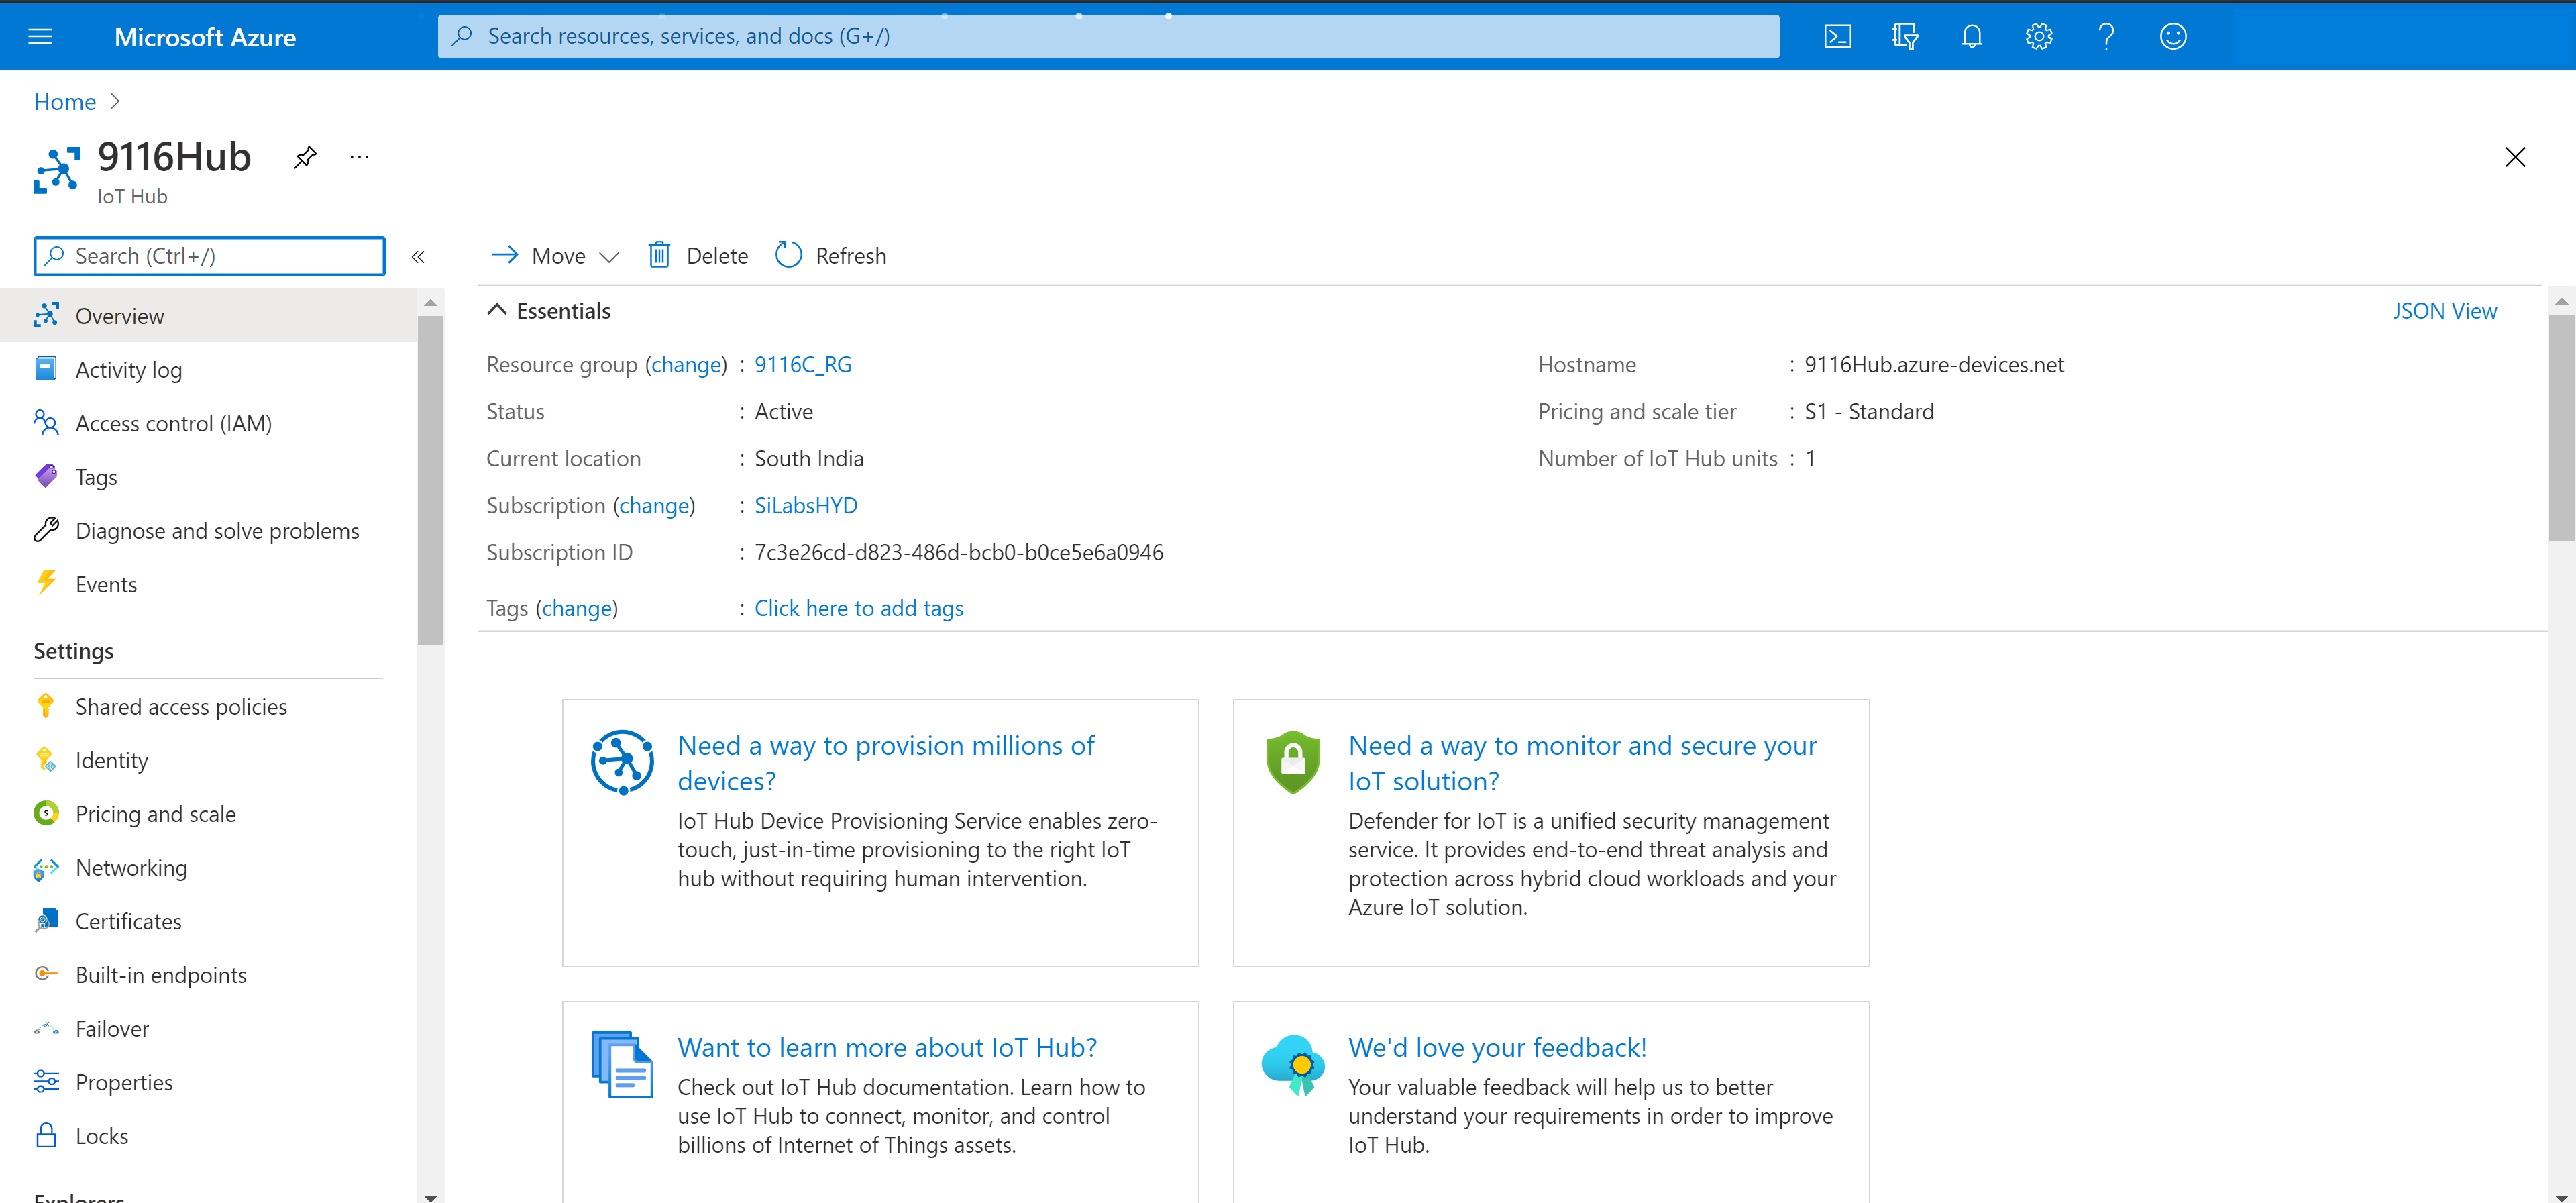 Microsoft Azure
Search resources, services, and docs (G+/)
Home
9116Hub
IoT Hub
Search (Ctrl+/)
Overview
Activity log
Access control (IAM)
Tags
Diagnose and solve problems
Events
Settings
Shared access policies
Identity
Pricing and scale
Networking
Certificates
Built-in endpoints
Failover
Properties
Locks
Explorers
Move
Delete
Refresh
Essentials
JSON View
Resource group (change) : 9116C_RG
Status : Active
Current location : South India
Subscription (change) : SiLabsHYD
Subscription ID : 7c3e26cd-d823-486d-bcb0-b0ce5e6a0946
Tags (change) : Click here to add tags
Hostname : 9116Hub.azure-devices.net
Pricing and scale tier : S1 - Standard
Number of IoT Hub units : 1
Need a way to provision millions of
devices?
IoT Hub Device Provisioning Service enables zero-
touch, just-in-time provisioning to the right IoT
hub without requiring human intervention.
Need a way to monitor and secure your
IoT solution?
Defender for IoT is a unified security management
service. It provides end-to-end threat analysis and
protection across hybrid cloud workloads and your
Azure IoT solution.
Want to learn more about IoT Hub?
Check out IoT Hub documentation. Learn how to
use IoT Hub to connect, monitor, and control
billions of Internet of Things assets.
We'd love your feedback!
Your valuable feedback will help us to better
understand your requirements in order to improve
IoT Hub.